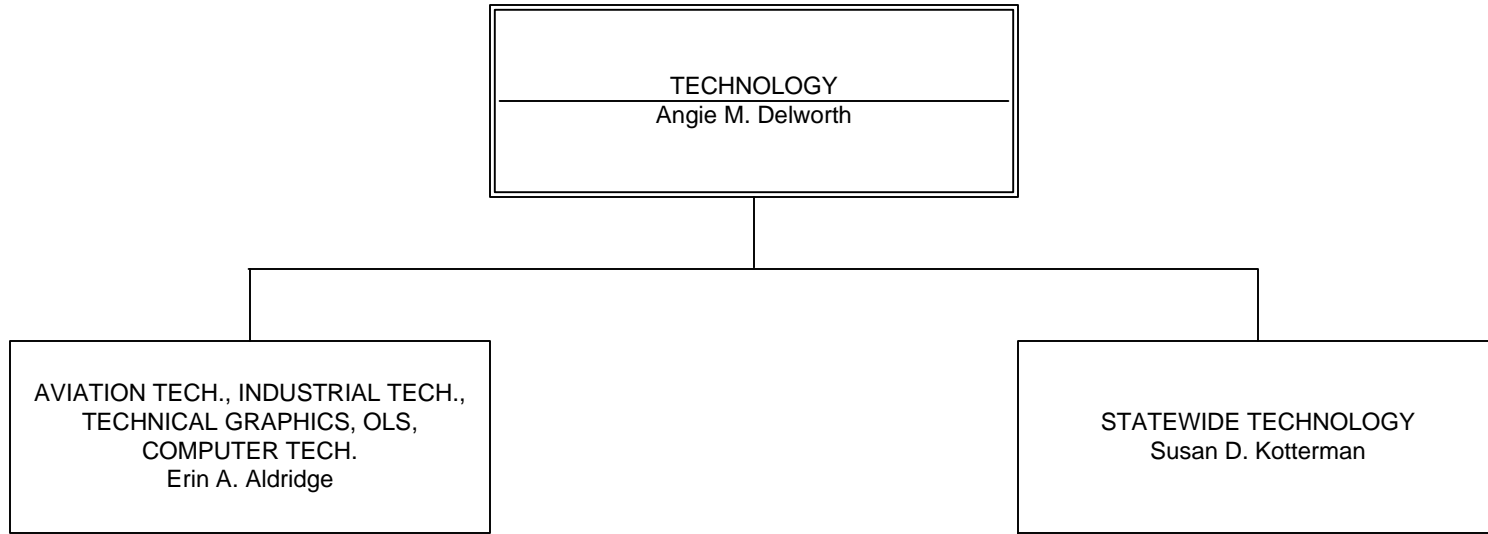 TECHNOLOGY
Angie M. Delworth
AVIATION TECH., INDUSTRIAL TECH.,
TECHNICAL GRAPHICS, OLS,
COMPUTER TECH.
Erin A. Aldridge
STATEWIDE TECHNOLOGY
Susan D. Kotterman